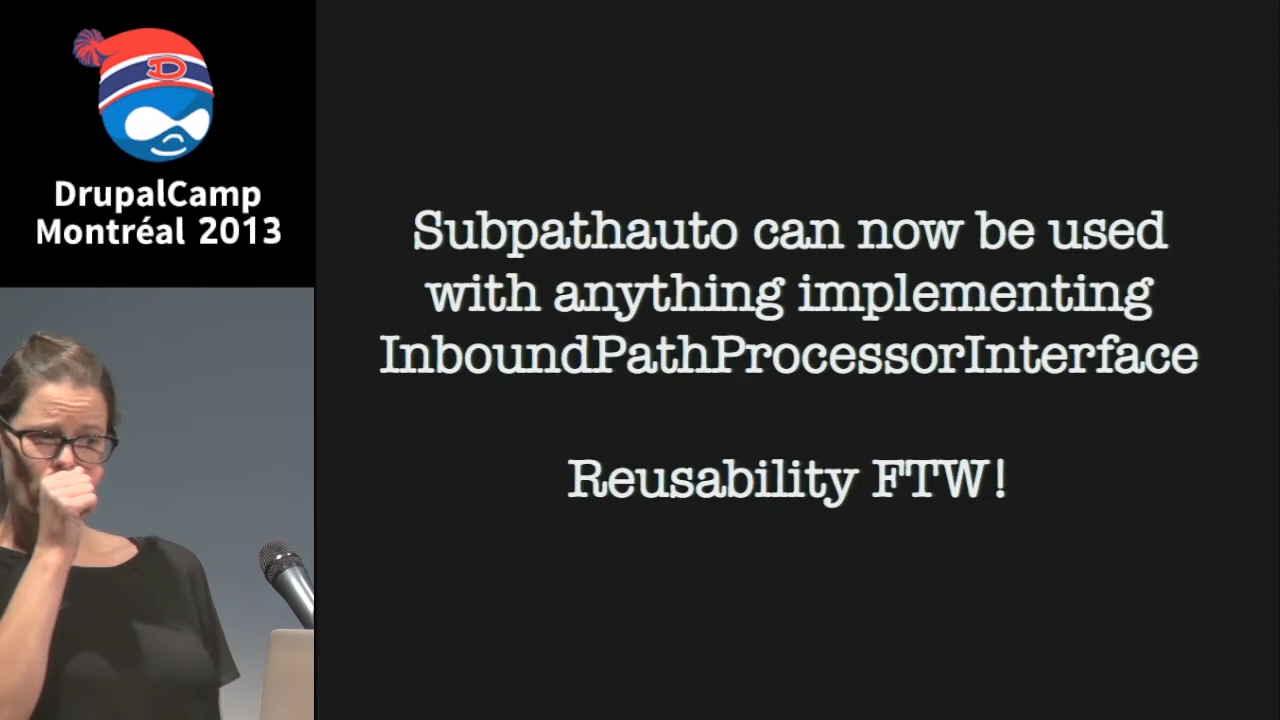 D
DrupalCamp
Montréal 2013
Subpathauto can now be used
with anything implementing
InboundPathProcessorInterface
Reusability FTW!